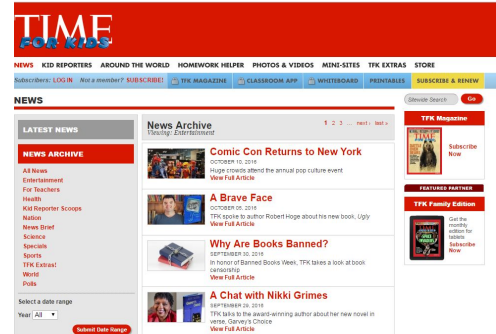 TIME
FOR KIDS
NEWS KID REPORTERS AROUND THE WORLD HOMEWORK HELPER PHOTOS & VIDEOS MINI-SITES TFK EXTRAS STORE
Subscribers: LOG IN Not a member? SUBSCRIBE! TFK MAGAZINE CLASSROOM APP WHITEBOARD PRINTABLES SUBSCRIBE & RENEW
NEWS
Sitewide Search Go
LATEST NEWS
NEWS ARCHIVE
All News
Entertainment
For Teachers
Health
Kid Reporter Scoops
Nation
News Brief
Science
Specials
Sports
TFK Extras!
World
Polls
Select a date range
Year All
Submit Date Range
News Archive
Viewing: Entertainment
1 2 3 ... next › last »
Comic Con Returns to New York
OCTOBER 10, 2016
Huge crowds attend the annual pop culture event
View Full Article
A Brave Face
OCTOBER 05, 2016
TFK spoke to author Robert Hoge about his new book, Ugly
View Full Article
Why Are Books Banned?
SEPTEMBER 30, 2016
In honor of Banned Books Week, TFK takes a look at book
censorship
View Full Article
A Chat with Nikki Grimes
SEPTEMBER 29, 2016
TFK talks to the award-winning author about her new novel in
verse, Garvey's Choice
View Full Article
TFK Magazine
TIME
Subscribe
Now
FEATURED PARTNER
TFK Family Edition
Get the
monthly
edition for
tablets
Subscribe
Now